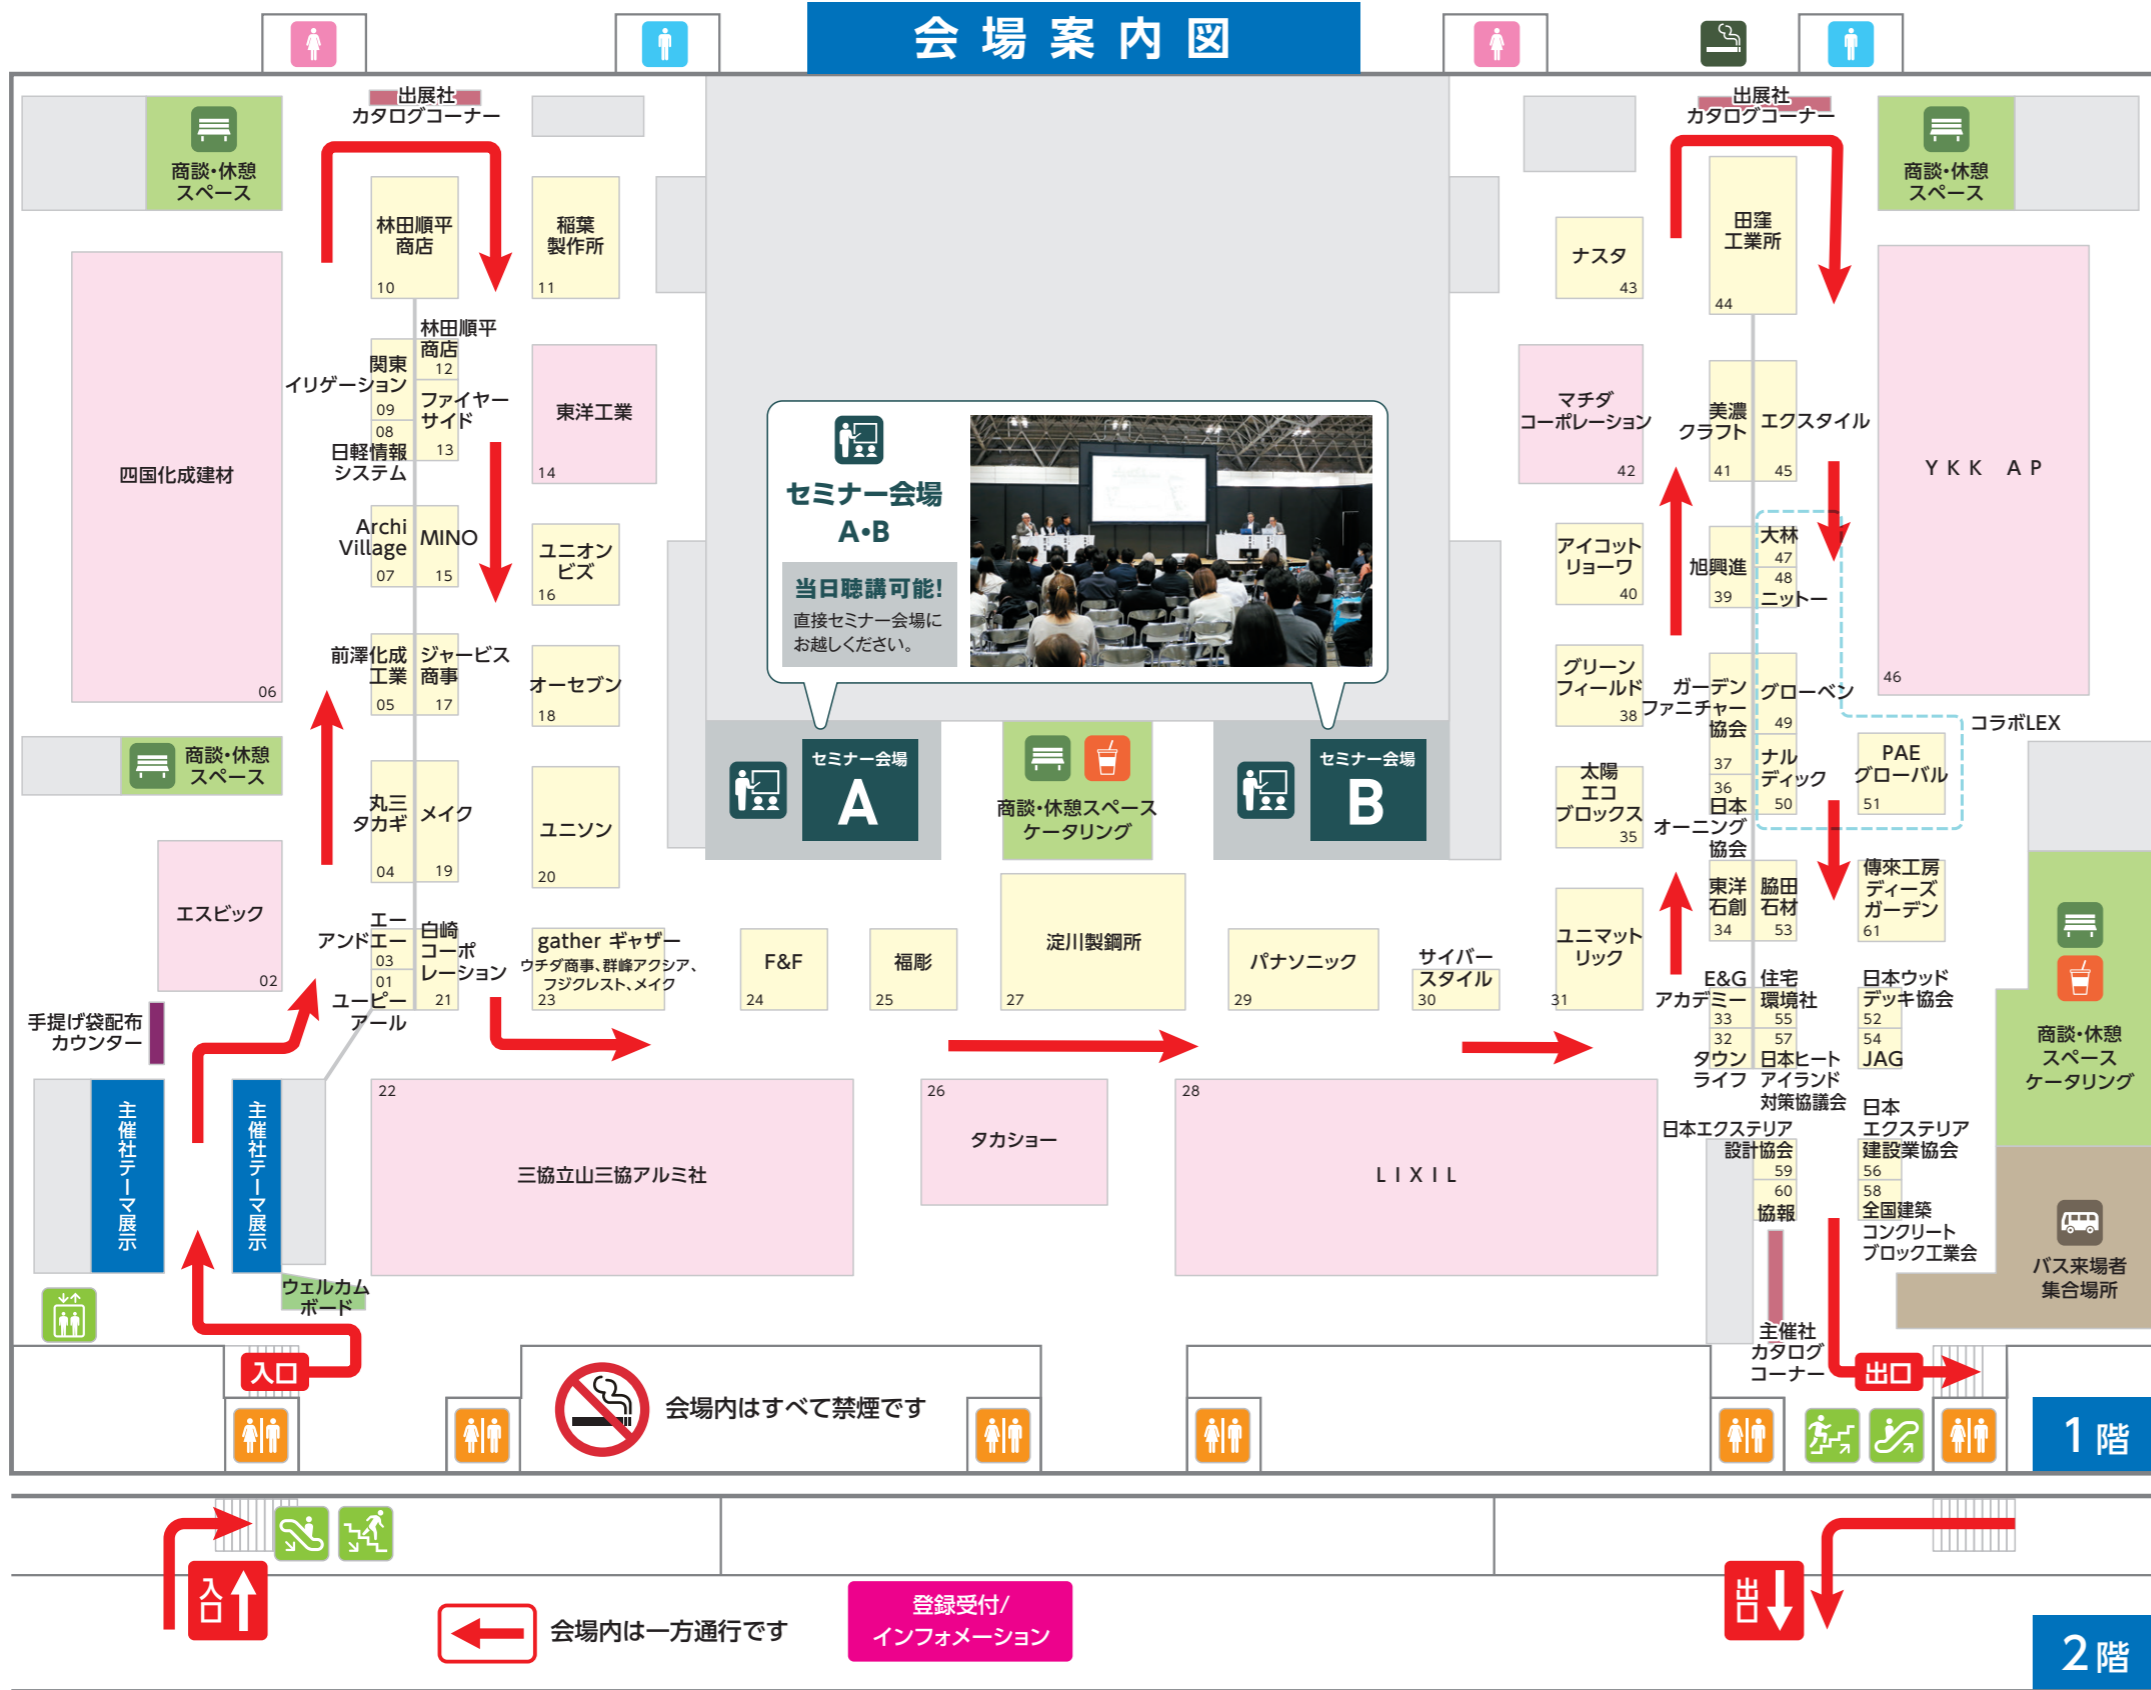 会場案内図
出展社
カタログコーナー
出展社
カタログコーナー
商談・休憩
スペース
商談・休憩
スペース
林田順平
商店
10
稲葉
製作所
11
林田順平
商店
12
関東
イリゲーション
09
08
日軽情報
システム
ファイヤー
サイド
13
東洋工業
14
四国化成建材
06
Archi
Village
07
MINO
15
ユニオン
ビズ
16
前澤化成
工業
05
ジャービス
商事
17
オーセブン
18
商談・休憩
スペース
丸三
タカギ
04
メイク
19
ユニソン
20
エスビック
02
エー
アンドエー
03
01
ユーピー
アール
白崎
コーポ
レーション
21
gather ギャザー
ウチダ商事、群峰アクシア、
フジクレスト、メイク
23
F&F
24
福彫
25
淀川製鋼所
27
パナソニック
29
サイバー
スタイル
30
ユニマット
リック
31
セミナー会場
A・B
当日聴講可能!
直接セミナー会場に
お越しください。
セミナー会場
A
商談・休憩スペース
ケータリング
セミナー会場
B
ナスタ
43
田窪
工業所
44
マチダ
コーポレーション
42
美濃
クラフト
41
エクスタイル
45
YKK AP
46
アイコット
リョーワ
40
旭興進
39
大林
47
48
ニットー
グリーン
フィールド
38
ガーデン
ファニチャー
協会
37
グローベン
49
コラボLEX
太陽
エコ
ブロックス
35
36
日本
オーニング
協会
ナル
ディック
50
PAE
グローバル
51
東洋
石創
34
脇田
石材
53
傳來工房
ディーズ
ガーデン
61
E&G
アカデミー
33
32
タウン
ライフ
住宅
環境社
55
57
日本ヒート
アイランド
対策協議会
日本ウッド
デッキ協会
52
54
JAG
商談・休憩
スペース
ケータリング
日本エクステリア
設計協会
59
60
協報
日本
エクステリア
建設業協会
56
58
全国建築
コンクリート
ブロック工業会
バス来場者
集合場所
手提げ袋配布
カウンター
主催社テーマ展示
主催社テーマ展示
ウェルカム
ボード
22
三協立山三協アルミ社
26
タカショー
28
LIXIL
主催社
カタログ
コーナー
入口
出口
会場内はすべて禁煙です
1階
入口
会場内は一方通行です
登録受付/
インフォメーション
出口
2階